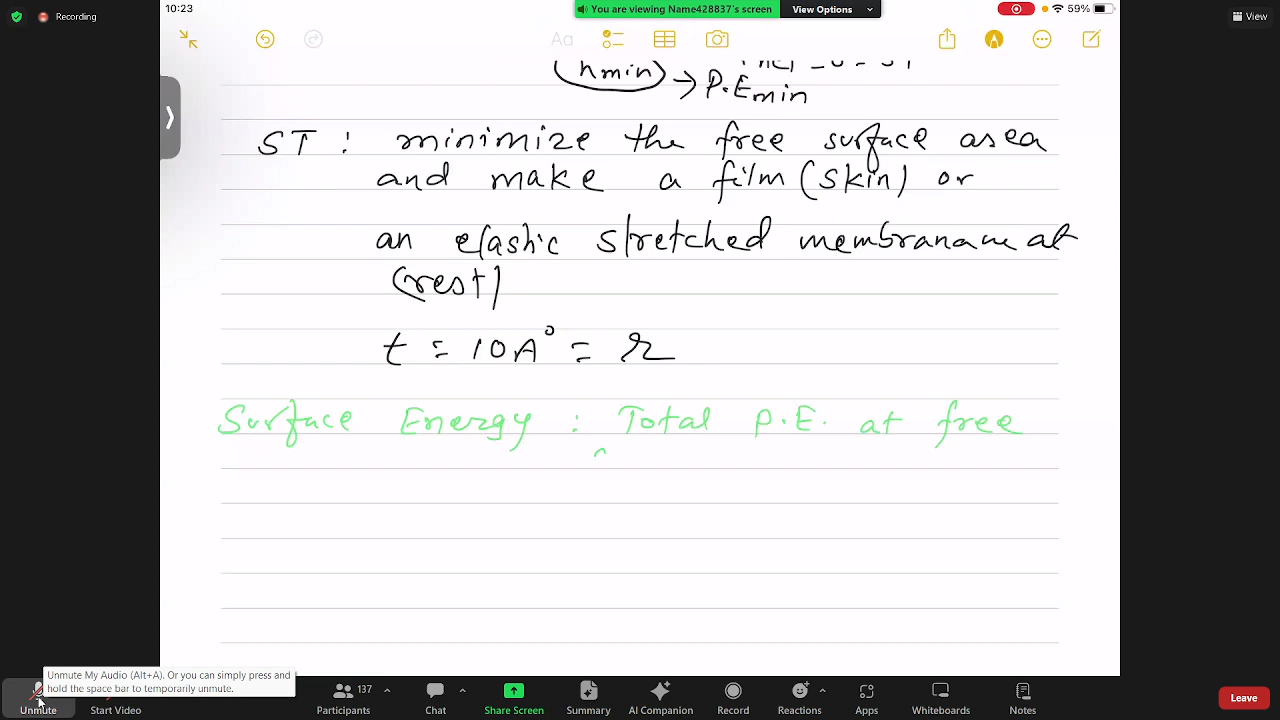 10:23
You are viewing Name428837's screen
View Options
59%
Recording
View
Aa
(hmin) → P.Emin
ST : minimize the free surface asea
and make a film (skin) or
an elastic stretched membranane at
(rest)
t = 10A° = r
Surface Energy : Total P.E. at free
Unmute My Audio (Alt+A). Or you can simply press and
hold the space bar to temporarily unmute.
Unmute
Start Video
Participants
137
Chat
Share Screen
Summary
AI Companion
Record
Reactions
Apps
Whiteboards
Notes
Leave